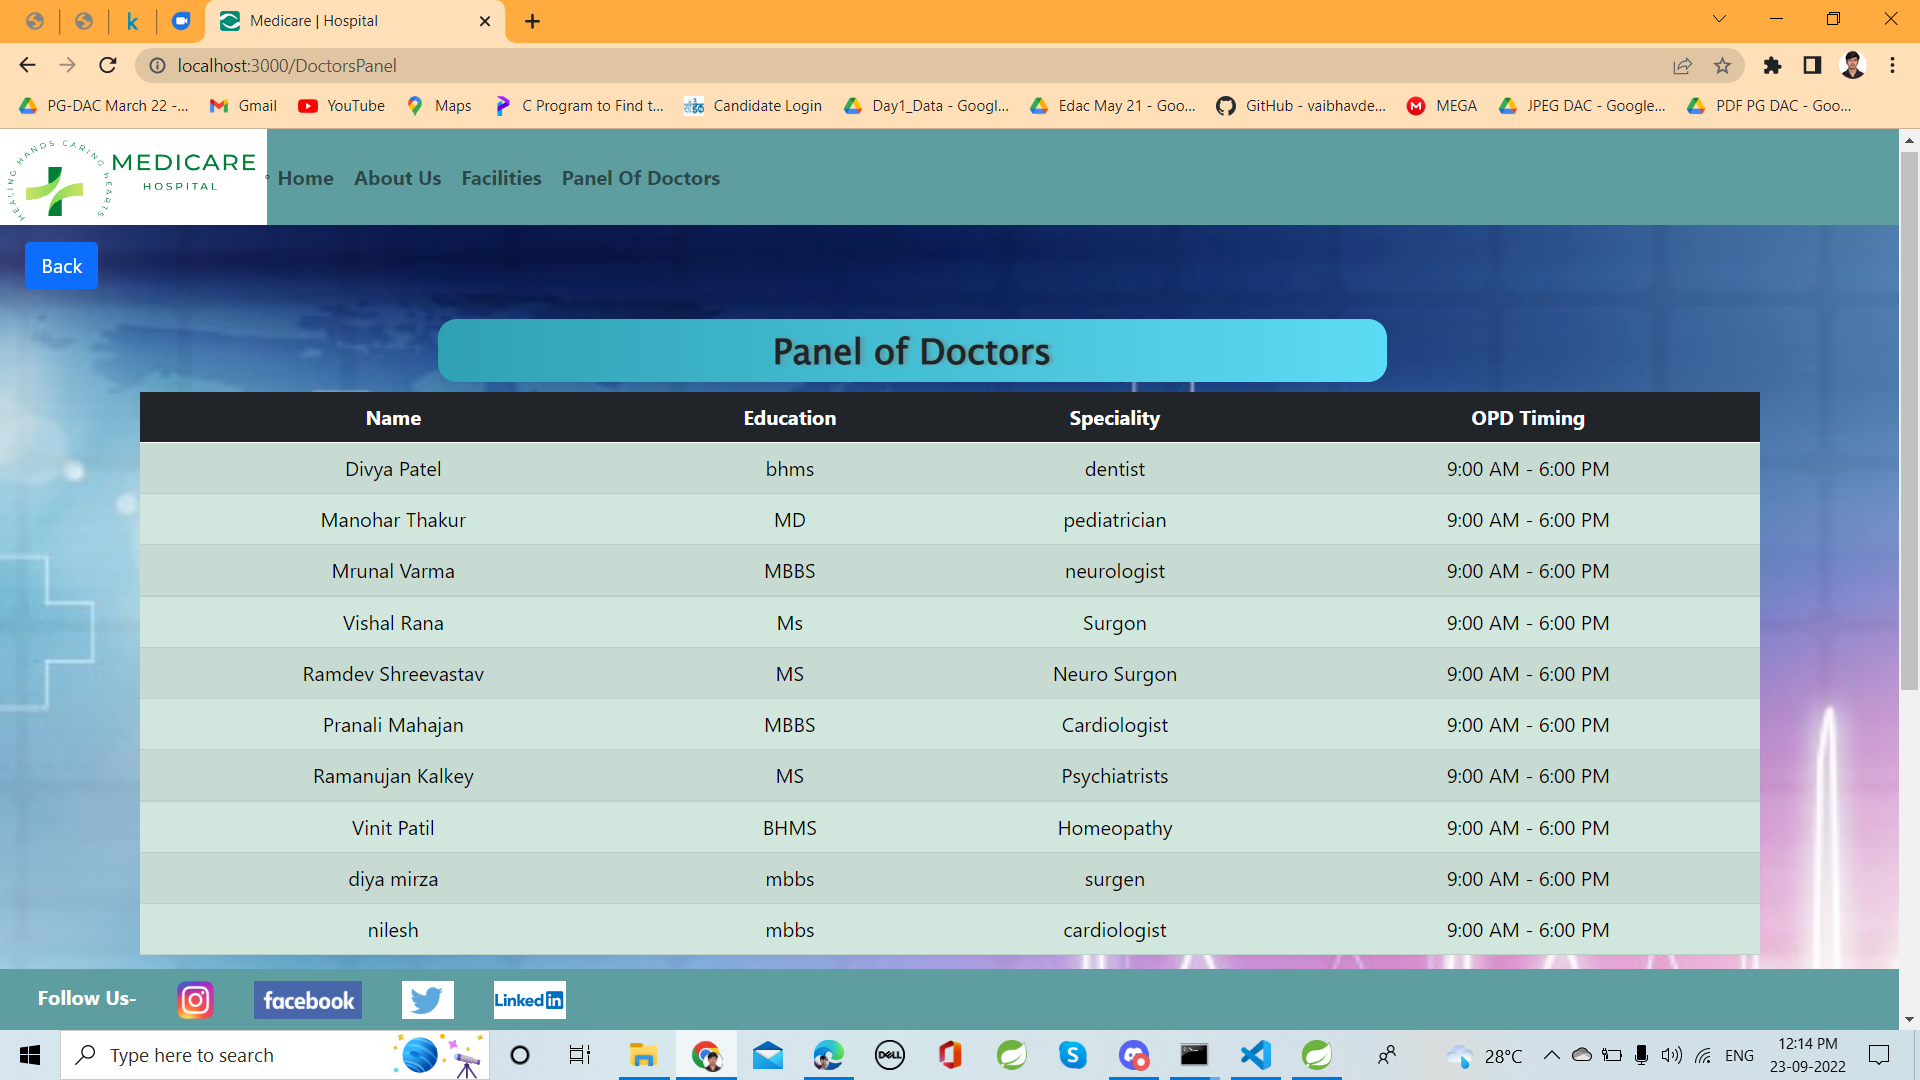 Medicare | Hospital
localhost:3000/DoctorsPanel
PG-DAC March 22 -... Gmail YouTube Maps C Program to Find t... Candidate Login Day1_Data - Googl... Edac May 21 - Goo... GitHub - vaibhavde... MEGA JPEG DAC - Google... PDF PG DAC - Goo...
HEALING HANDS CARING HEARTS
MEDICARE
HOSPITAL
Home About Us Facilities Panel Of Doctors
Back
Panel of Doctors
Name Education Speciality OPD Timing
Divya Patel bhms dentist 9:00 AM - 6:00 PM
Manohar Thakur MD pediatrician 9:00 AM - 6:00 PM
Mrunal Varma MBBS neurologist 9:00 AM - 6:00 PM
Vishal Rana Ms Surgon 9:00 AM - 6:00 PM
Ramdev Shreevastav MS Neuro Surgon 9:00 AM - 6:00 PM
Pranali Mahajan MBBS Cardiologist 9:00 AM - 6:00 PM
Ramanujan Kalkey MS Psychiatrists 9:00 AM - 6:00 PM
Vinit Patil BHMS Homeopathy 9:00 AM - 6:00 PM
diya mirza mbbs surgen 9:00 AM - 6:00 PM
nilesh mbbs cardiologist 9:00 AM - 6:00 PM
Follow Us- facebook Linked in
Type here to search DELL 28°C ENG 12:14 PM
23-09-2022